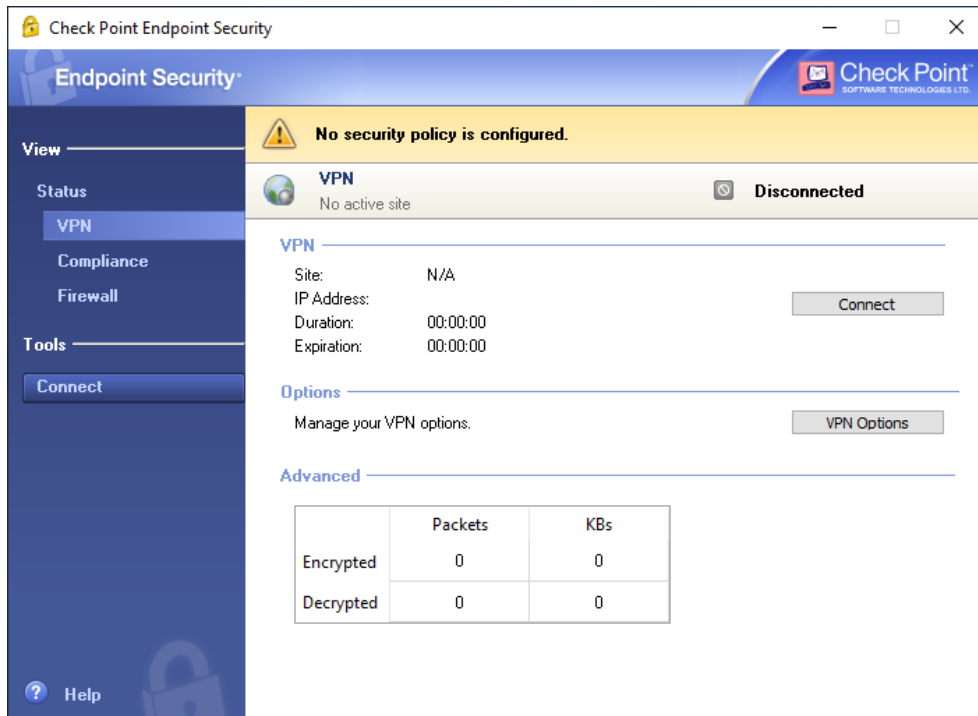 Check Point Endpoint Security
Endpoint Security
Check Point™
SOFTWARE TECHNOLOGIES LTD.
View
Status
VPN
Compliance
Firewall
Tools
Connect
Help
No security policy is configured.
VPN
No active site
Disconnected
VPN
Site: N/A
IP Address:
Duration: 00:00:00
Expiration: 00:00:00
Connect
Options
Manage your VPN options.
VPN Options
Advanced
Packets KBs
Encrypted 0 0
Decrypted 0 0